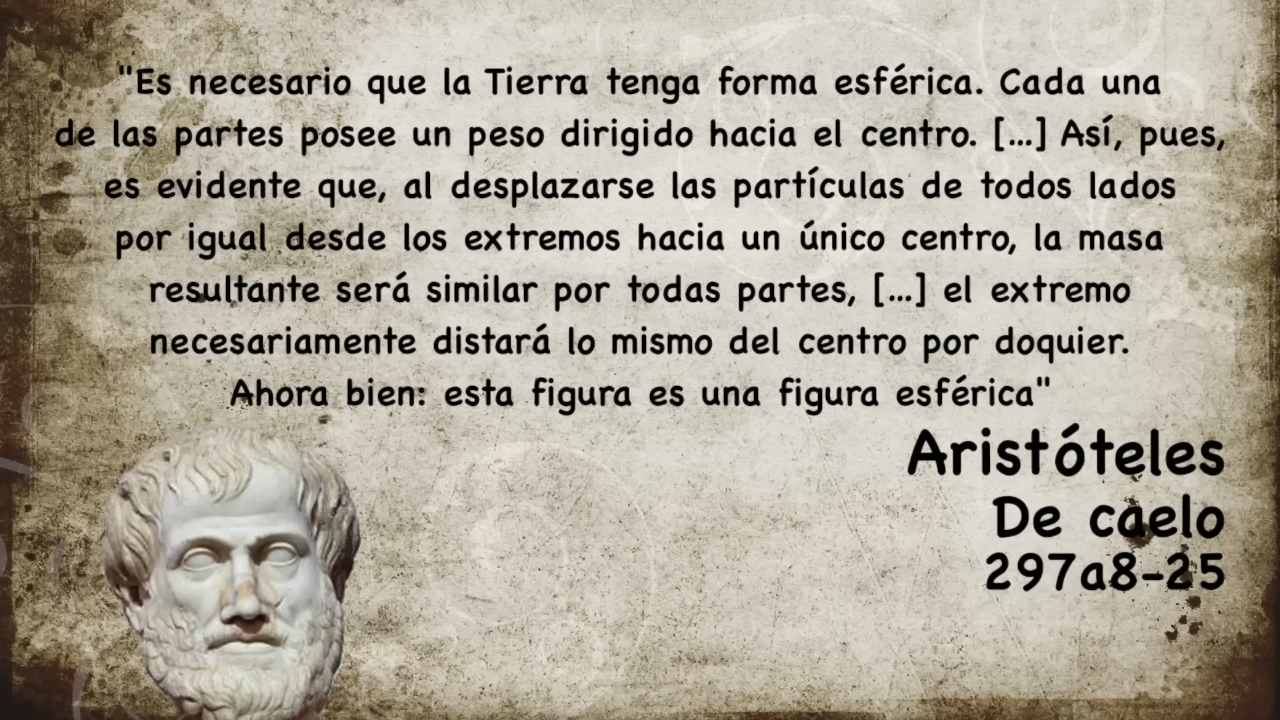 "Es necesario que la Tierra tenga forma esférica. Cada una
de las partes posee un peso dirigido hacia el centro. [...] Así, pues,
es evidente que, al desplazarse las partículas de todos lados
por igual desde los extremos hacia un único centro, la masa
resultante será similar por todas partes, [...] el extremo
necesariamente distará lo mismo del centro por doquier.
Ahora bien: esta figura es una figura esférica"
Aristóteles
De caelo
297a8-25